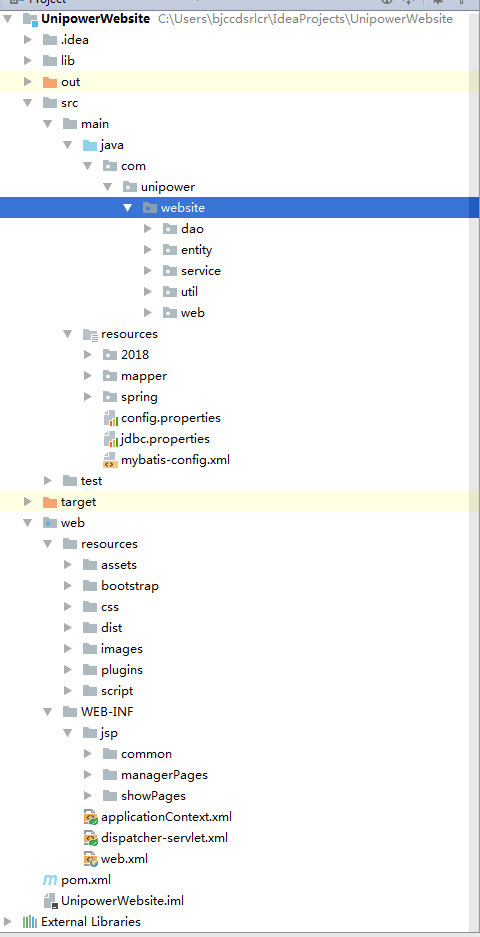 Project
UnipowerWebsite C:\Users\bjccdsrlcr\IdeaProjects\UnipowerWebsite
.idea
lib
out
src
main
java
com
unipower
website
dao
entity
service
util
web
resources
2018
mapper
spring
config.properties
jdbc.properties
mybatis-config.xml
test
target
web
resources
assets
bootstrap
css
dist
images
plugins
script
WEB-INF
jsp
common
managerPages
showPages
applicationContext.xml
dispatcher-servlet.xml
web.xml
pom.xml
UnipowerWebsite.iml
External Libraries